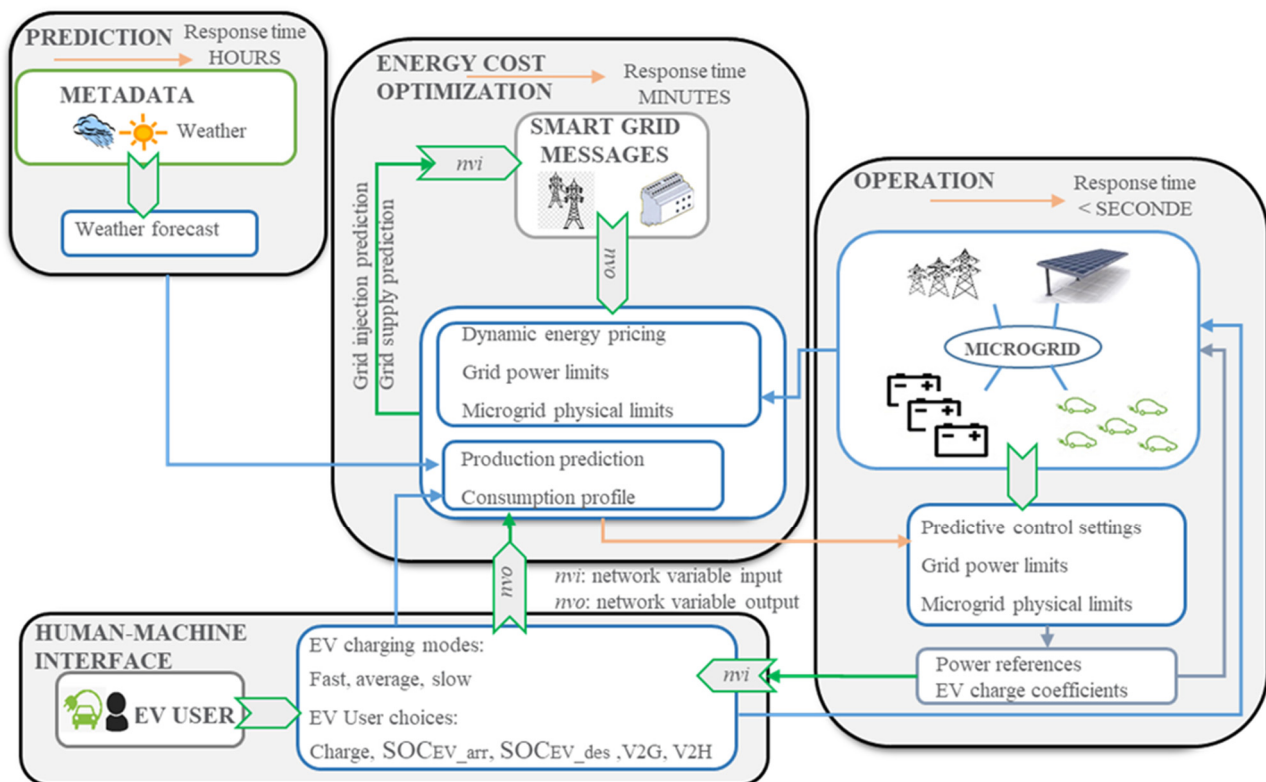 PREDICTION
Response time
HOURS
METADATA
Weather
Weather forecast
ENERGY COST
OPTIMIZATION
Response time
MINUTES
SMART GRID
MESSAGES
nvi
nvo
Grid injection prediction
Grid supply prediction
Dynamic energy pricing
Grid power limits
Microgrid physical limits
Production prediction
Consumption profile
nvo
nvi: network variable input
nvo: network variable output
OPERATION
Response time
< SECONDE
MICROGRID
Predictive control settings
Grid power limits
Microgrid physical limits
Power references
EV charge coefficients
HUMAN-MACHINE
INTERFACE
EV USER
EV charging modes:
Fast, average, slow
EV User choices:
Charge, SOCEV_arr, SOCEV_des ,V2G, V2H
nvi